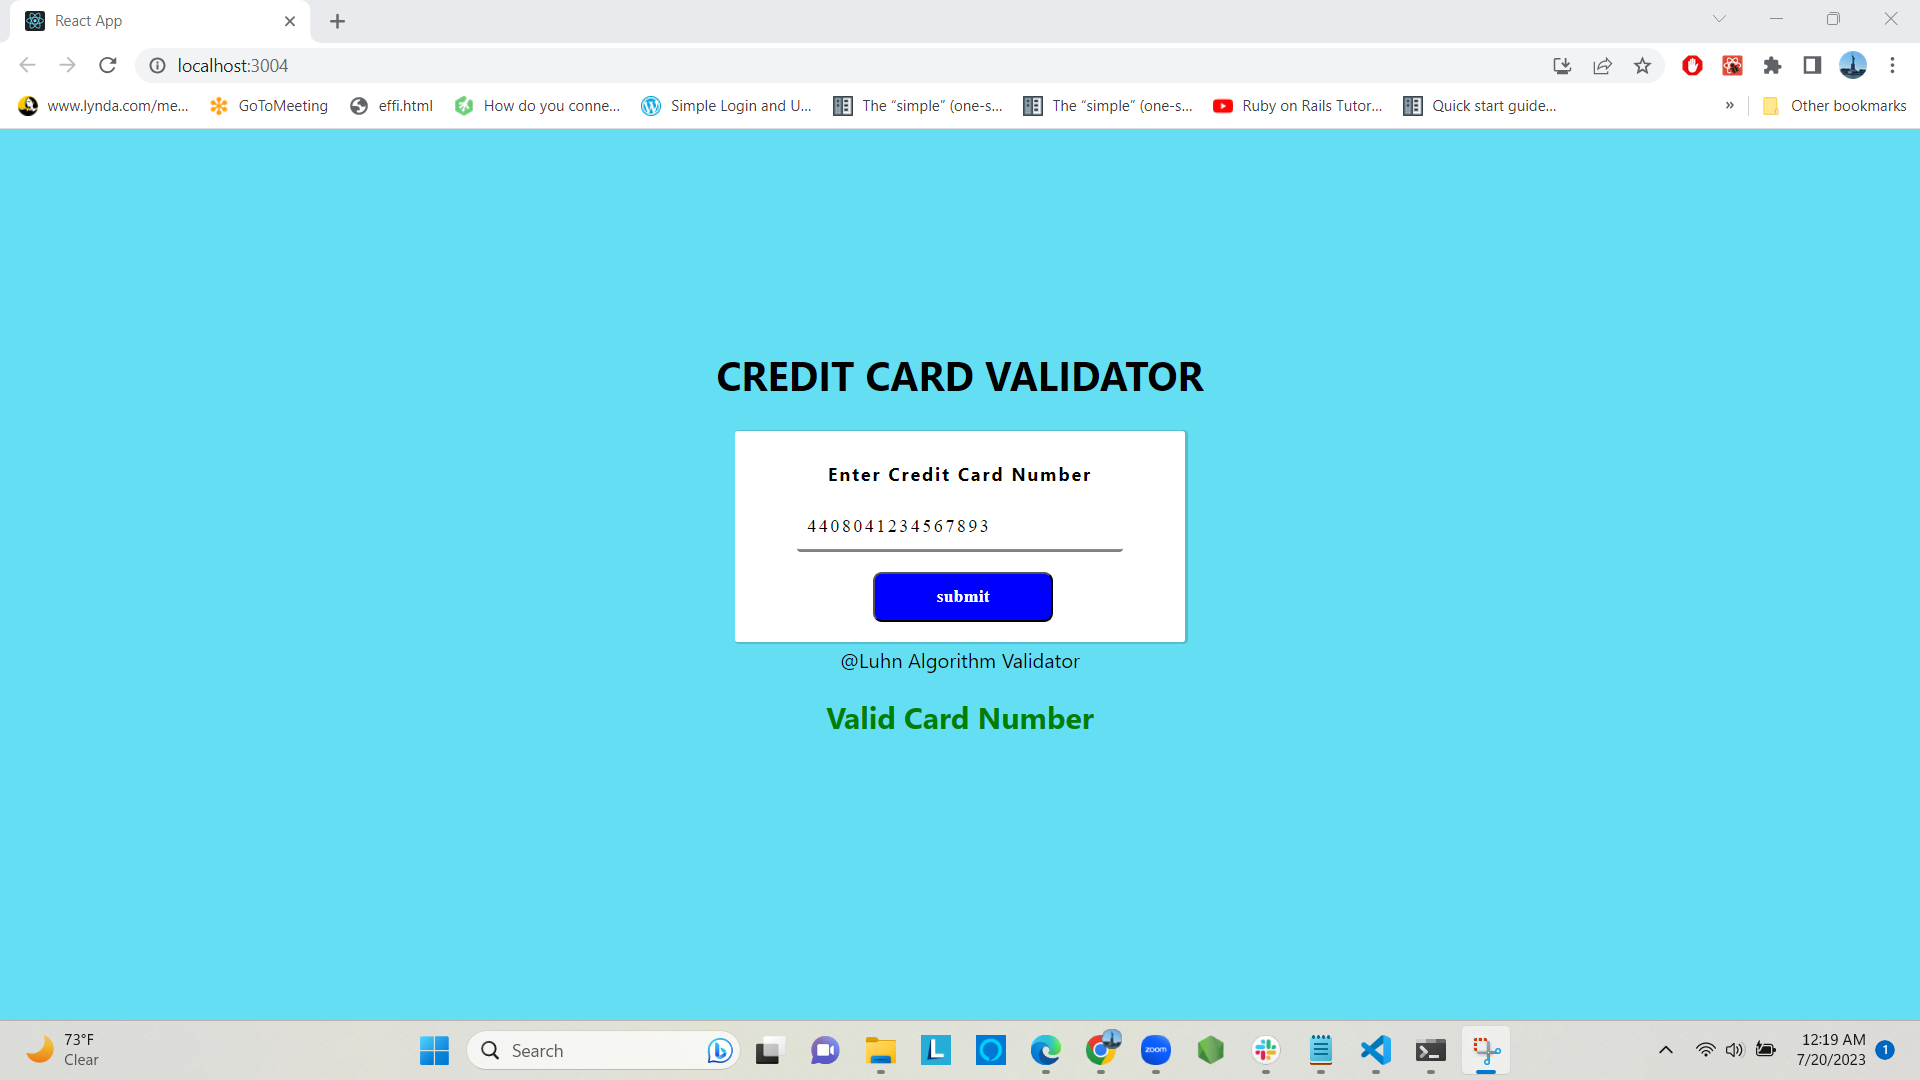 React App
localhost:3004
www.lynda.com/me... GoToMeeting effi.html How do you conne... Simple Login and U... The “simple” (one-s... The “simple” (one-s... Ruby on Rails Tutor... Quick start guide... » Other bookmarks
CREDIT CARD VALIDATOR
Enter Credit Card Number
4408041234567893
submit
@Luhn Algorithm Validator
Valid Card Number
73°F
Clear
Search
L
zoom
12:19 AM
7/20/2023
1